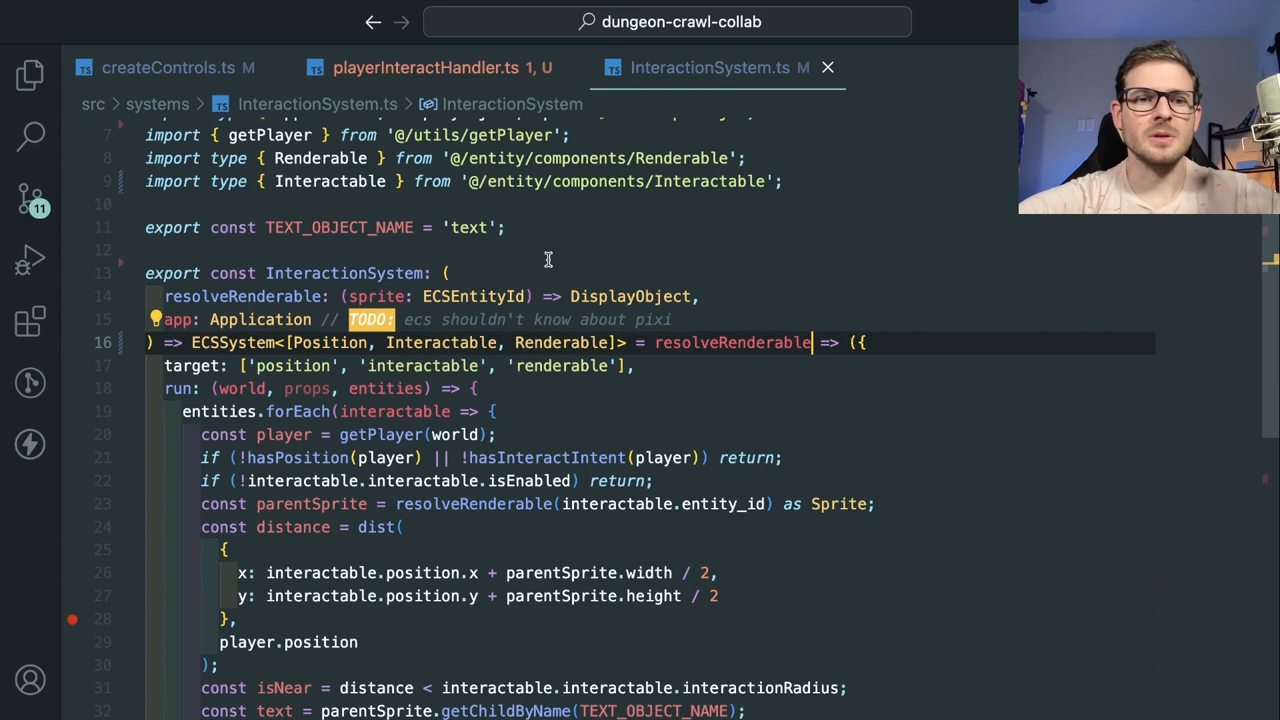 dungeon-crawl-collab
createControls.ts M
playerInteractHandler.ts 1, U
InteractionSystem.ts M
src > systems > InteractionSystem.ts > InteractionSystem
7 import { getPlayer } from '@/utils/getPlayer';
8 import type { Renderable } from '@/entity/components/Renderable';
9 import type { Interactable } from '@/entity/components/Interactable';
10
11 export const TEXT_OBJECT_NAME = 'text';
12
13 export const InteractionSystem: (
14 resolveRenderable: (sprite: ECSEntityId) => DisplayObject,
15 app: Application // TODO: ecs shouldn't know about pixi
16 ) => ECSSystem<[Position, Interactable, Renderable]> = resolveRenderable => ({
17 target: ['position', 'interactable', 'renderable'],
18 run: (world, props, entities) => {
19 entities.forEach(interactable => {
20 const player = getPlayer(world);
21 if (!hasPosition(player) || !hasInteractIntent(player)) return;
22 if (!interactable.interactable.isEnabled) return;
23 const parentSprite = resolveRenderable(interactable.entity_id) as Sprite;
24 const distance = dist(
25 {
26 x: interactable.position.x + parentSprite.width / 2,
27 y: interactable.position.y + parentSprite.height / 2
28 },
29 player.position
30 );
31 const isNear = distance < interactable.interactable.interactionRadius;
32 const text = parentSprite.getChildByName(TEXT_OBJECT_NAME);
11